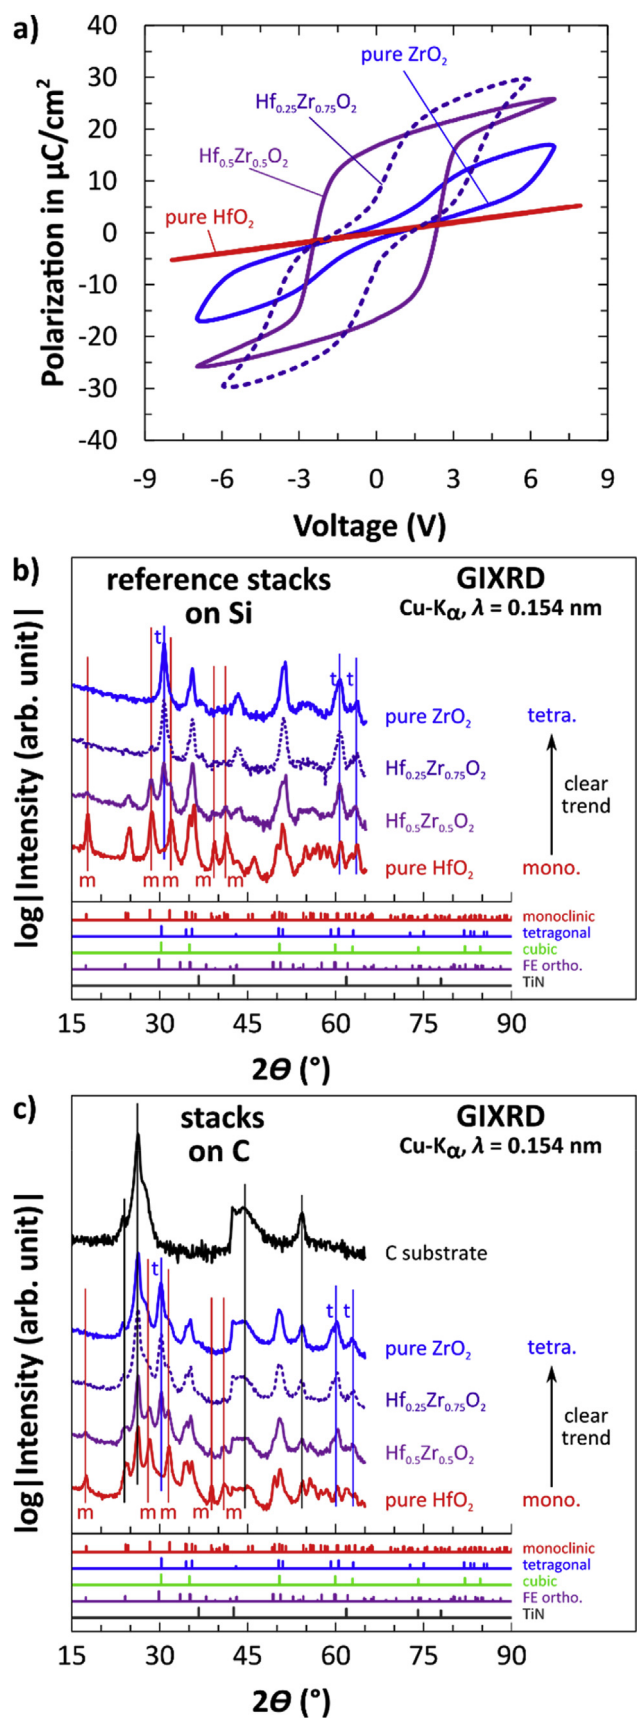 a)
40
30
20
10
0
-10
-20
-30
-40
Polarization in µC/cm²
pure ZrO₂
Hf₀.₂₅Zr₀.₇₅O₂
Hf₀.₅Zr₀.₅O₂
pure HfO₂
-9 -6 -3 0 3 6 9
Voltage (V)
b)
reference stacks
on Si
GIXRD
Cu-Kα, λ = 0.154 nm
log|Intensity (arb. unit)|
t t t
pure ZrO₂ tetra.
Hf₀.₂₅Zr₀.₇₅O₂
clear
trend
Hf₀.₅Zr₀.₅O₂
pure HfO₂ mono.
m m m m m
monoclinic
tetragonal
cubic
FE ortho.
TiN
15 30 45 60 75 90
2Θ (°)
c)
stacks
on C
GIXRD
Cu-Kα, λ = 0.154 nm
log|Intensity (arb. unit)|
C substrate
t t t
pure ZrO₂ tetra.
Hf₀.₂₅Zr₀.₇₅O₂
clear
trend
Hf₀.₅Zr₀.₅O₂
pure HfO₂ mono.
m m m m m
monoclinic
tetragonal
cubic
FE ortho.
TiN
15 30 45 60 75 90
2Θ (°)